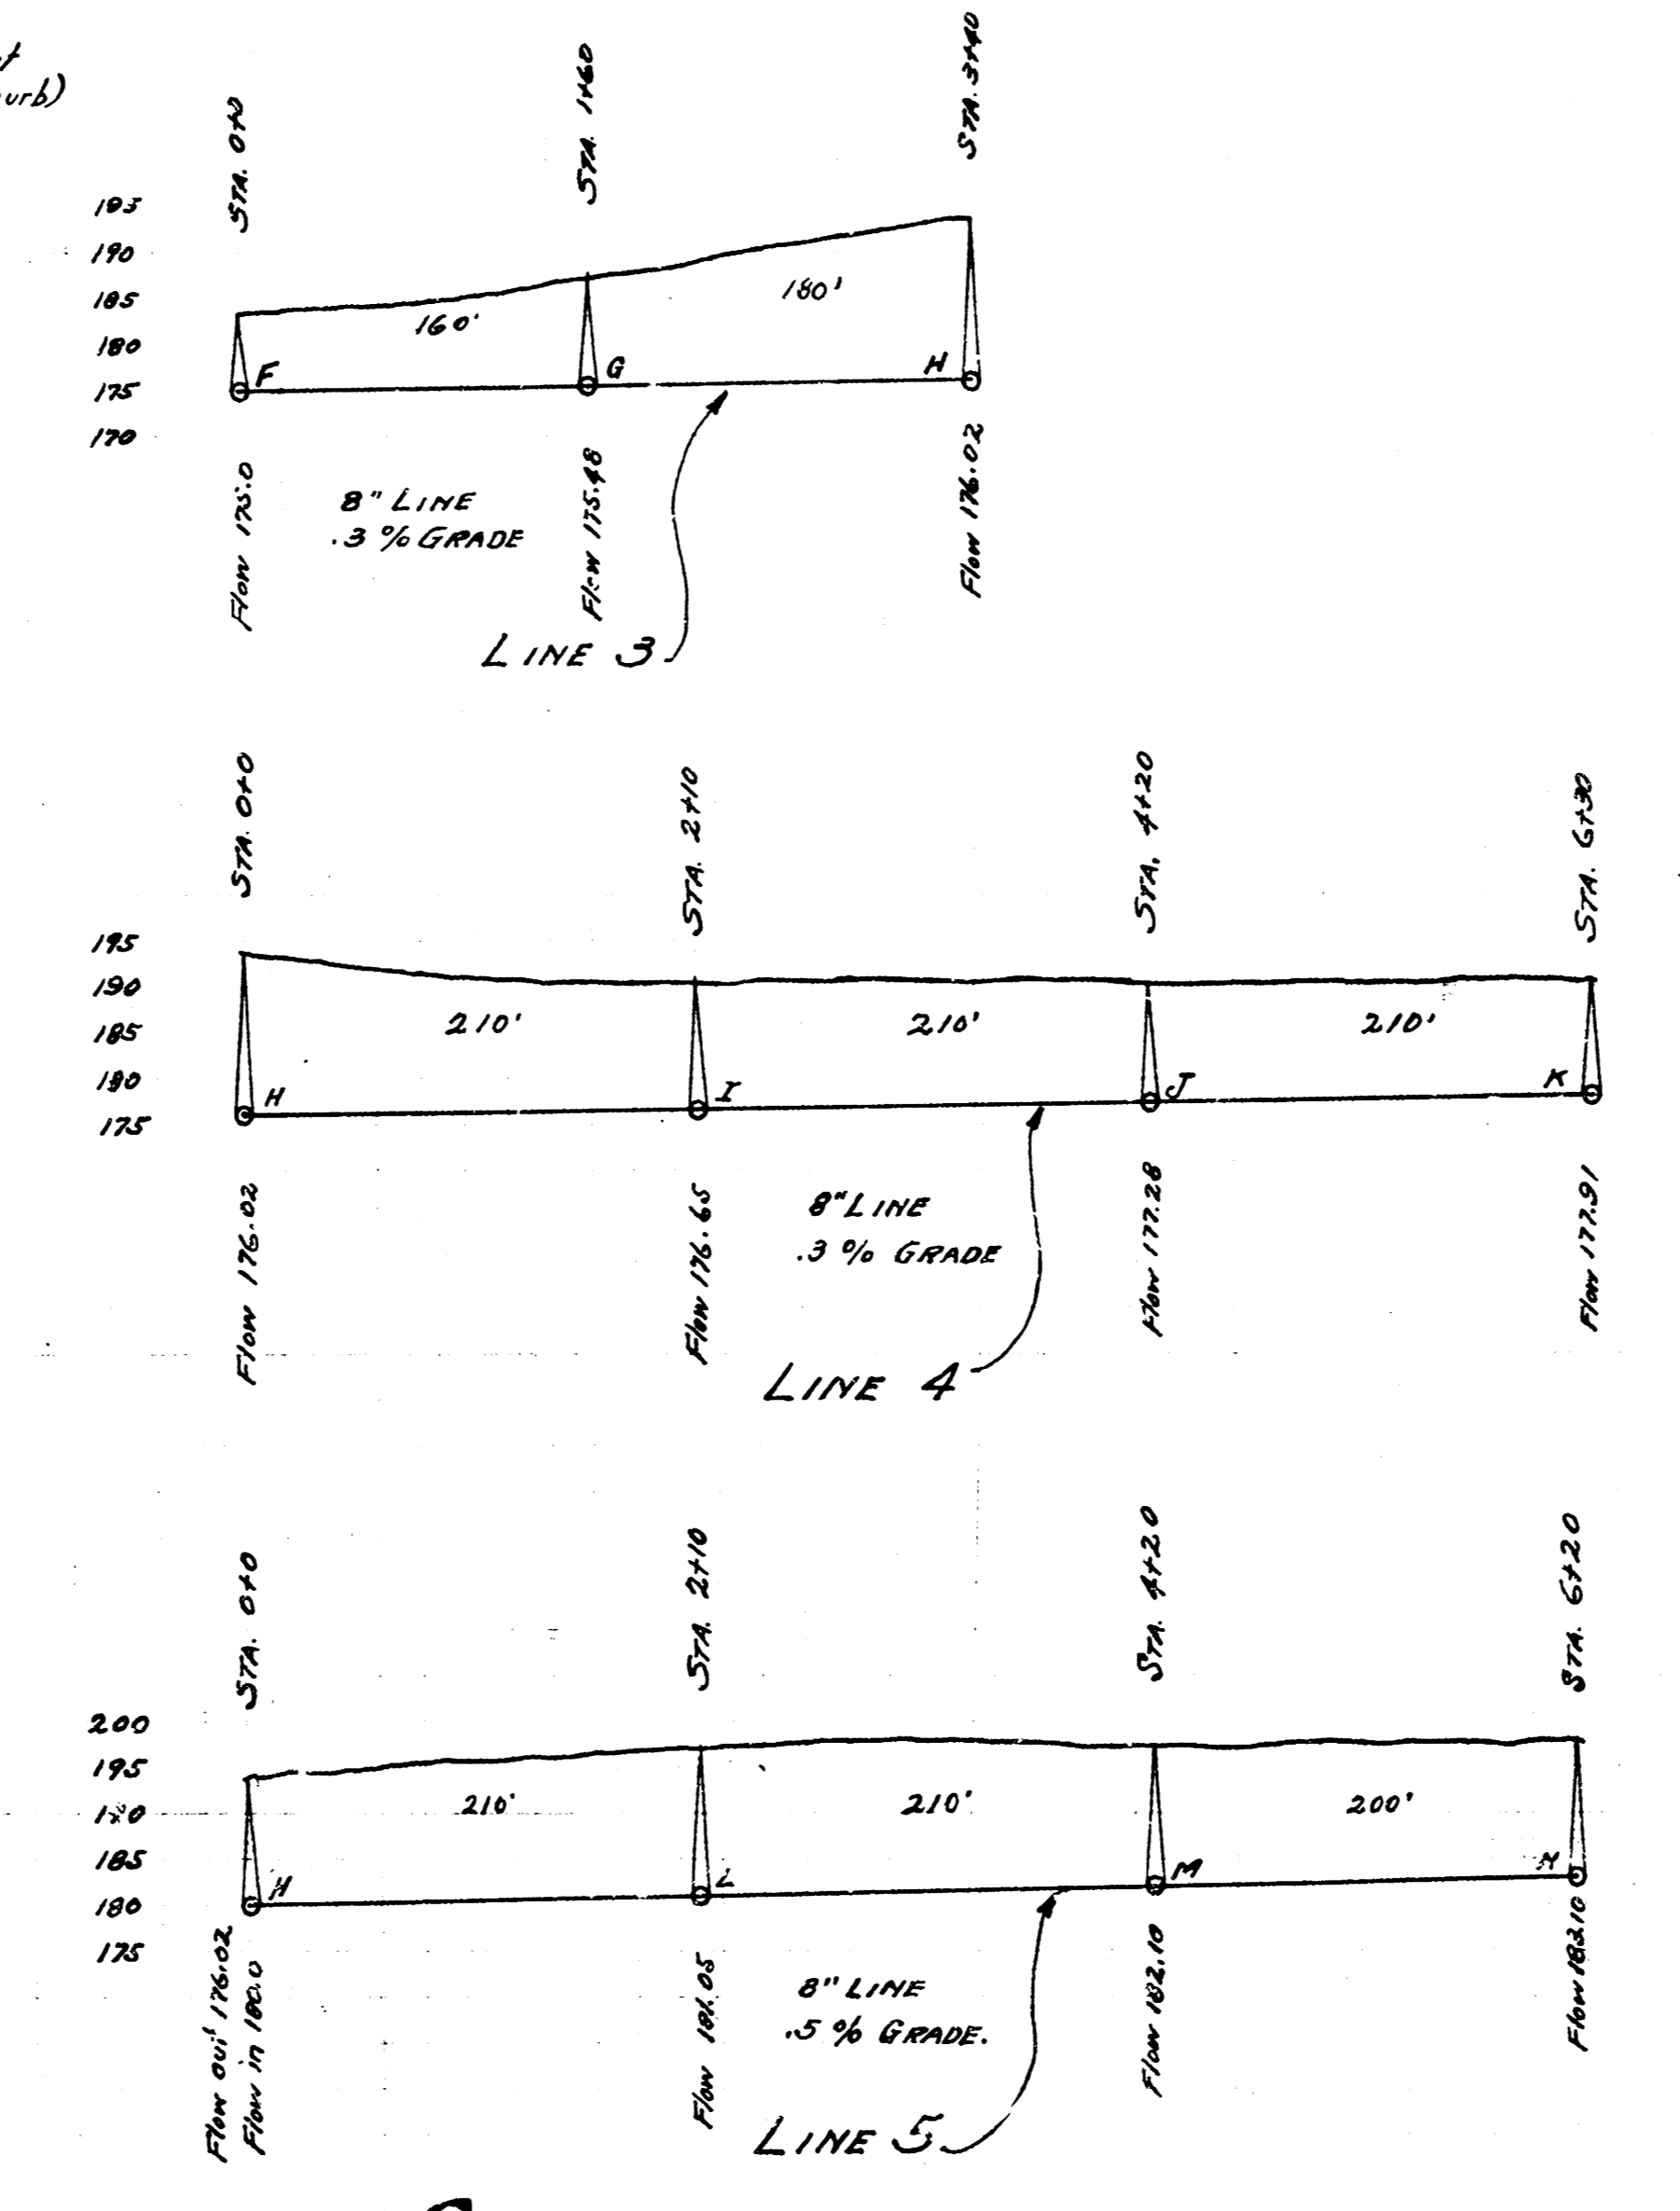 urb)
STA. 0+0
STA. 1+60
STA. 3+40
195
190
185
180
175
170
160'
180'
F
G
H
Flow 175.0
Flow 175.48
Flow 176.02
8" LINE
.3 % GRADE
LINE 3
STA. 0+0
STA. 2+10
STA. 4+20
STA. 6+30
195
190
185
180
175
210'
210'
210'
H
I
J
K
Flow 176.02
Flow 176.65
Flow 177.28
Flow 177.91
8" LINE
.3 % GRADE
LINE 4
STA. 0+0
STA. 2+10
STA. 4+20
STA. 6+20
200
195
190
185
180
175
210'
210'
200'
H
L
M
N
Flow out 176.02
Flow in 180.0
Flow 181.05
Flow 182.10
Flow 183.10
8" LINE
.5 % GRADE.
LINE 5